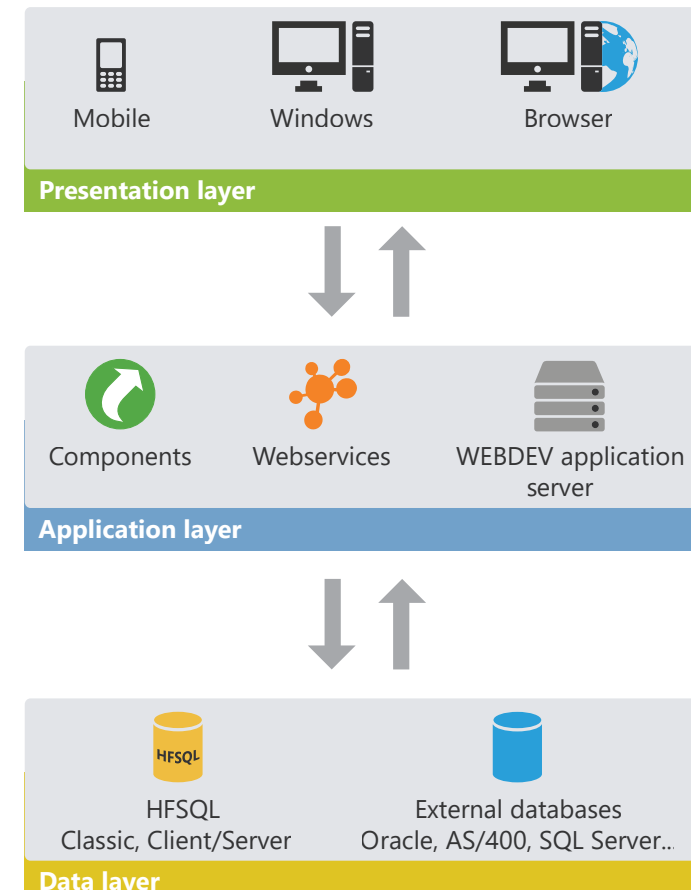 Mobile
Windows
Browser
Presentation layer
Components
Webservices
WEBDEV application
server
Application layer
HFSQL
HFSQL
Classic, Client/Server
External databases
Oracle, AS/400, SQL Server...
Data layer